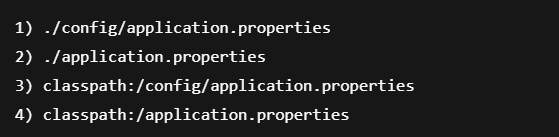 1) ./config/application.properties
2) ./application.properties
3) classpath:/config/application.properties
4) classpath:/application.properties